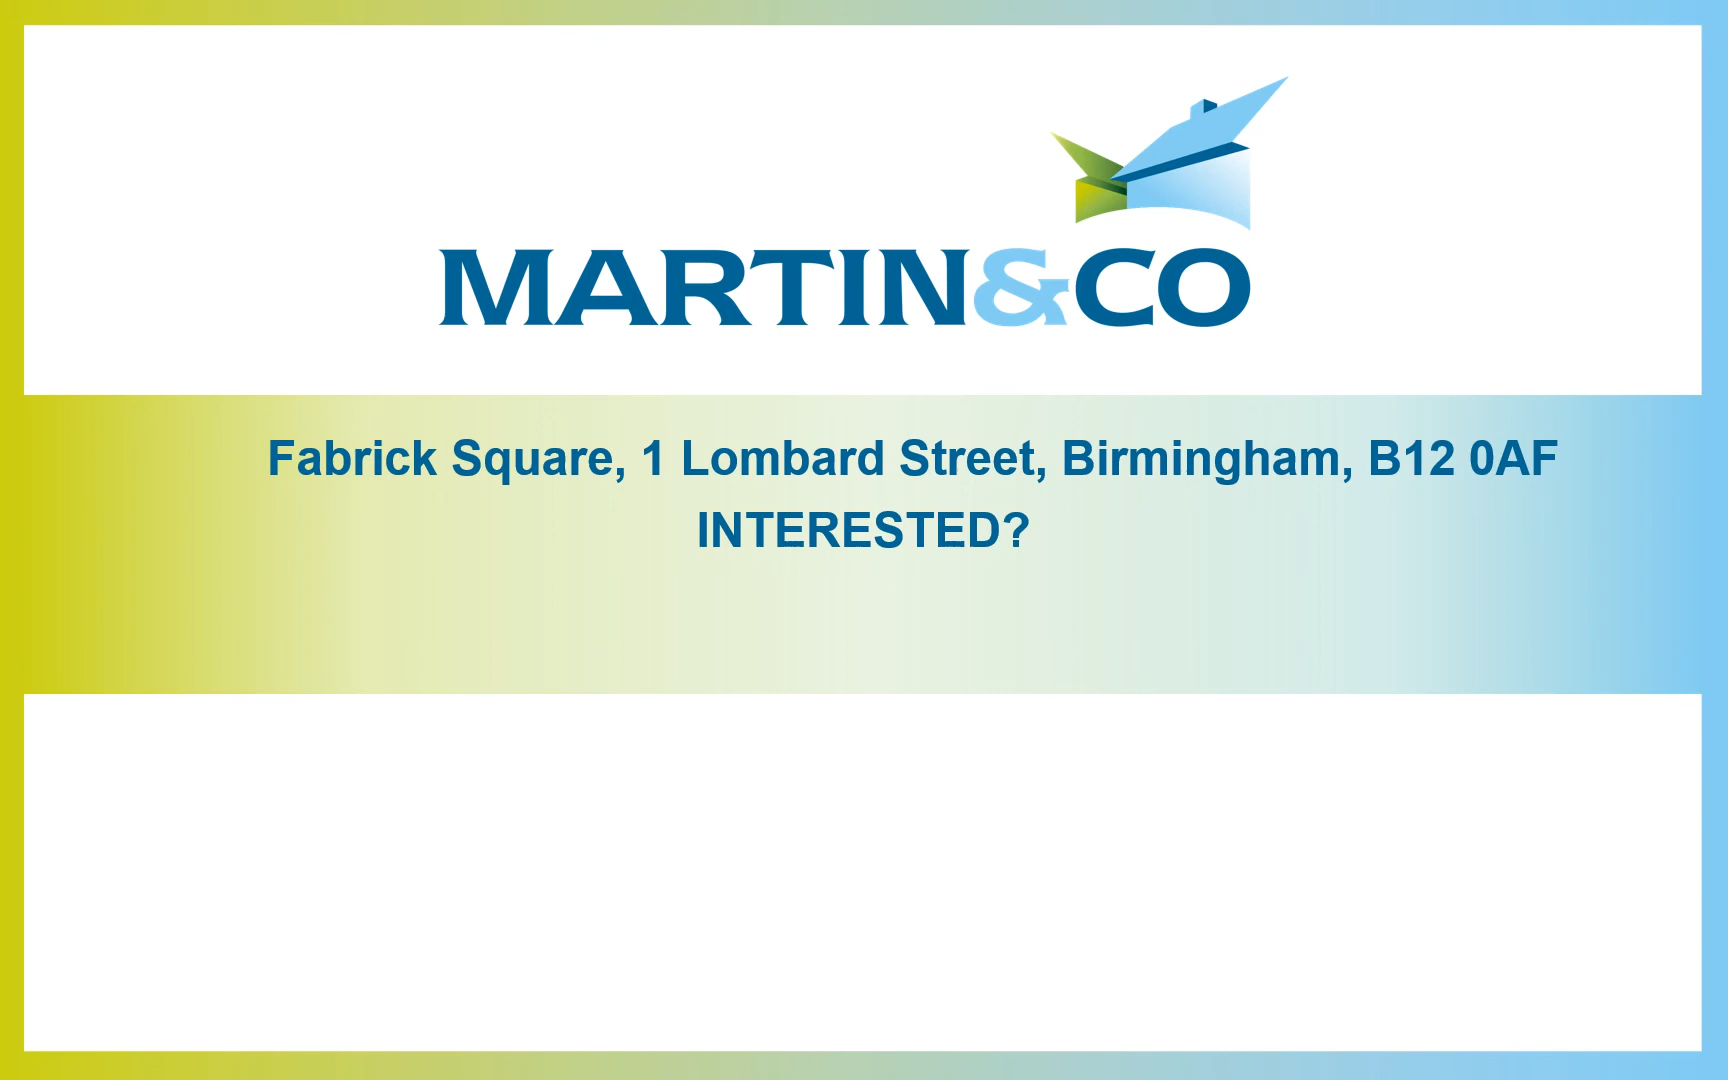 MARTIN&CO
Fabrick Square, 1 Lombard Street, Birmingham, B12 0AF
INTERESTED?